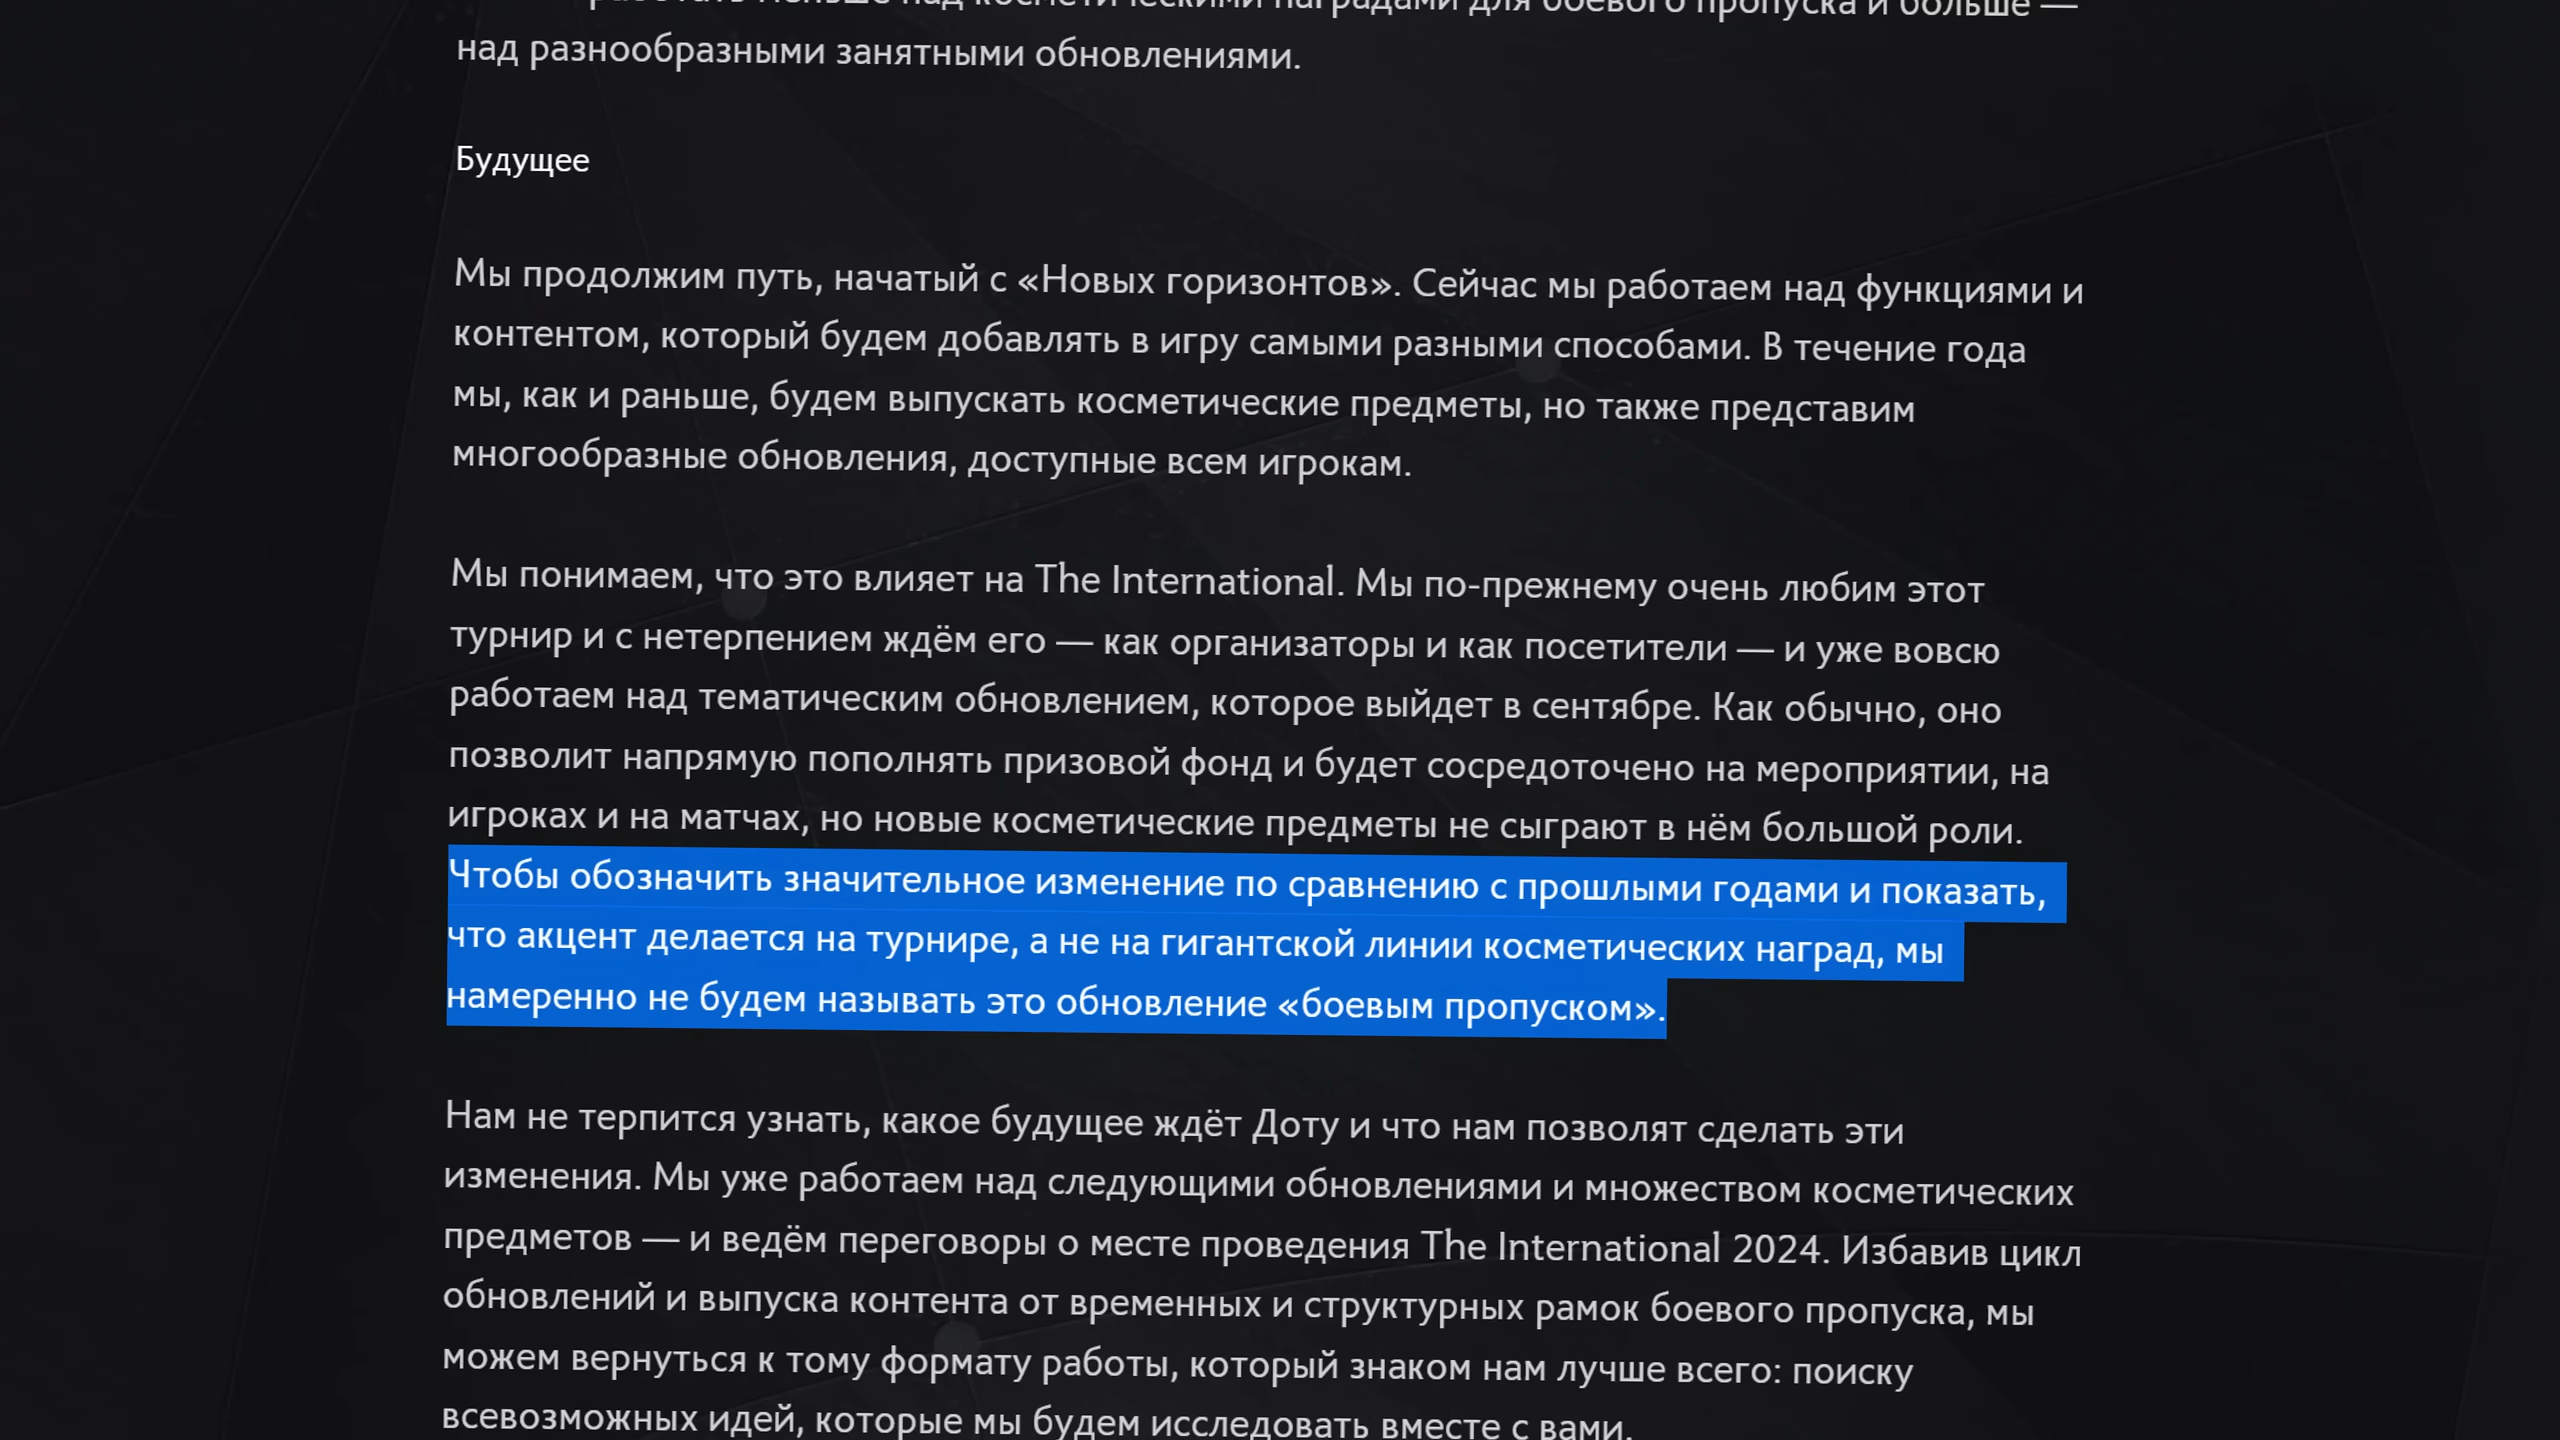 работать меньше над косметическими наградами для боевого пропуска и больше —
над разнообразными занятными обновлениями.
Будущее
Мы продолжим путь, начатый с «Новых горизонтов». Сейчас мы работаем над функциями и
контентом, который будем добавлять в игру самыми разными способами. В течение года
мы, как и раньше, будем выпускать косметические предметы, но также представим
многообразные обновления, доступные всем игрокам.
Мы понимаем, что это влияет на The International. Мы по-прежнему очень любим этот
турнир и с нетерпением ждём его — как организаторы и как посетители — и уже вовсю
работаем над тематическим обновлением, которое выйдет в сентябре. Как обычно, оно
позволит напрямую пополнять призовой фонд и будет сосредоточено на мероприятии, на
игроках и на матчах, но новые косметические предметы не сыграют в нём большой роли.
Чтобы обозначить значительное изменение по сравнению с прошлыми годами и показать,
что акцент делается на турнире, а не на гигантской линии косметических наград, мы
намеренно не будем называть это обновление «боевым пропуском».
Нам не терпится узнать, какое будущее ждёт Доту и что нам позволят сделать эти
изменения. Мы уже работаем над следующими обновлениями и множеством косметических
предметов — и ведём переговоры о месте проведения The International 2024. Избавив цикл
обновлений и выпуска контента от временных и структурных рамок боевого пропуска, мы
можем вернуться к тому формату работы, который знаком нам лучше всего: поиску
всевозможных идей, которые мы будем исследовать вместе с вами.